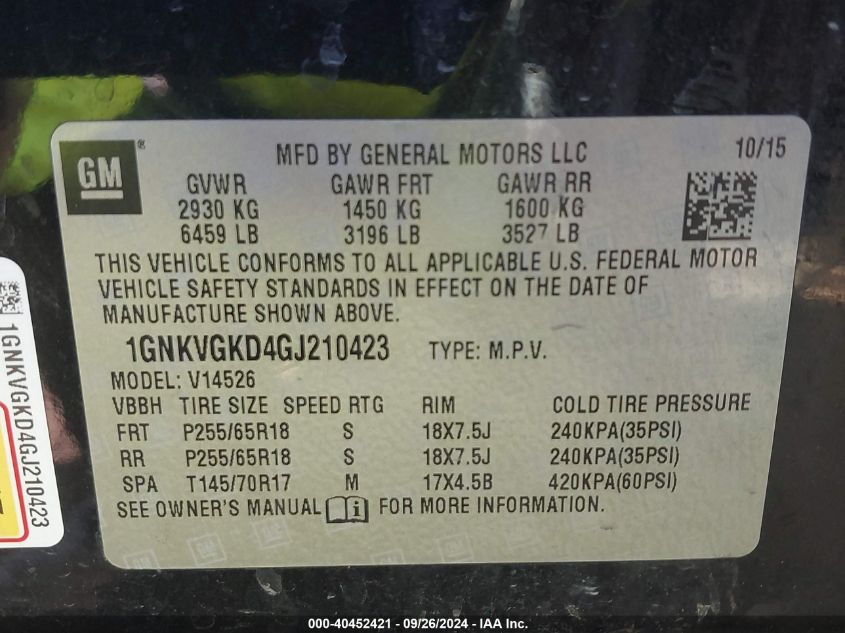 GM ®
MFD BY GENERAL MOTORS LLC
10/15
GVWR GAWR FRT GAWR RR
2930 KG 1450 KG 1600 KG
6459 LB 3196 LB 3527 LB
THIS VEHICLE CONFORMS TO ALL APPLICABLE U.S. FEDERAL MOTOR
VEHICLE SAFETY STANDARDS IN EFFECT ON THE DATE OF
MANUFACTURE SHOWN ABOVE.
1GNKVGKD4GJ210423 TYPE: M.P.V.
MODEL: V14526
VBBH TIRE SIZE SPEED RTG RIM COLD TIRE PRESSURE
FRT P255/65R18 S 18X7.5J 240KPA(35PSI)
RR P255/65R18 S 18X7.5J 240KPA(35PSI)
SPA T145/70R17 M 17X4.5B 420KPA(60PSI)
SEE OWNER'S MANUAL FOR MORE INFORMATION.
1GNKVGKD4GJ210423
000-40452421 - 09/26/2024 - IAA Inc.